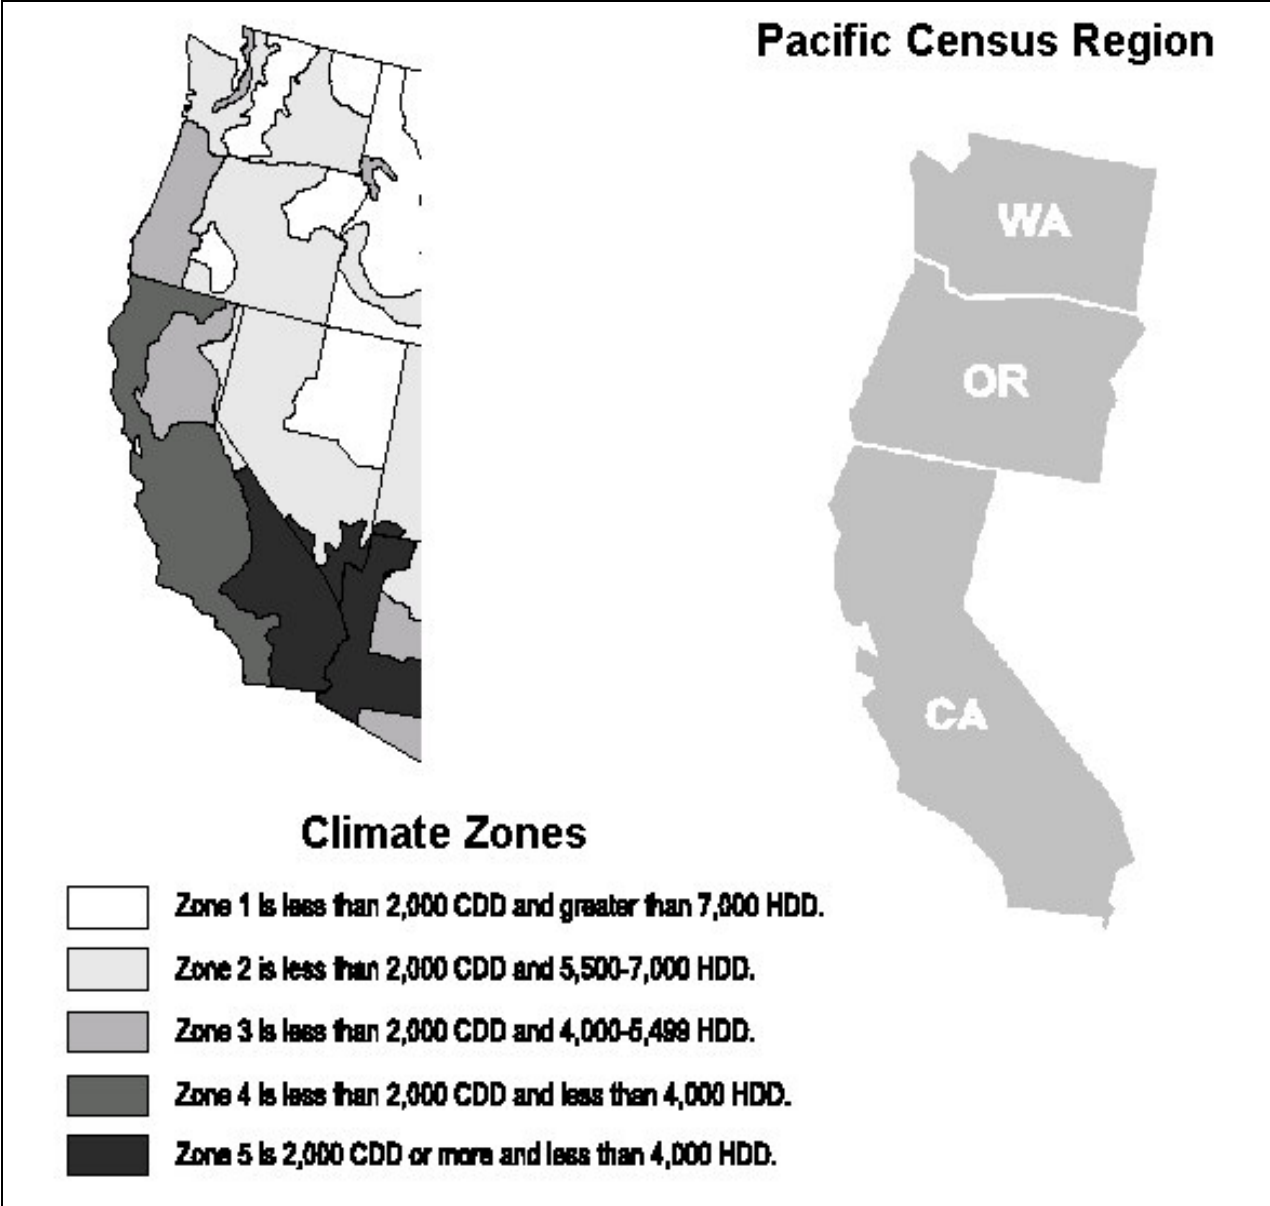 Pacific Census Region
WA
OR
CA
Climate Zones
Zone 1 is less than 2,000 CDD and greater than 7,000 HDD.
Zone 2 is less than 2,000 CDD and 5,500-7,000 HDD.
Zone 3 is less than 2,000 CDD and 4,000-5,499 HDD.
Zone 4 is less than 2,000 CDD and less than 4,000 HDD.
Zone 5 is 2,000 CDD or more and less than 4,000 HDD.